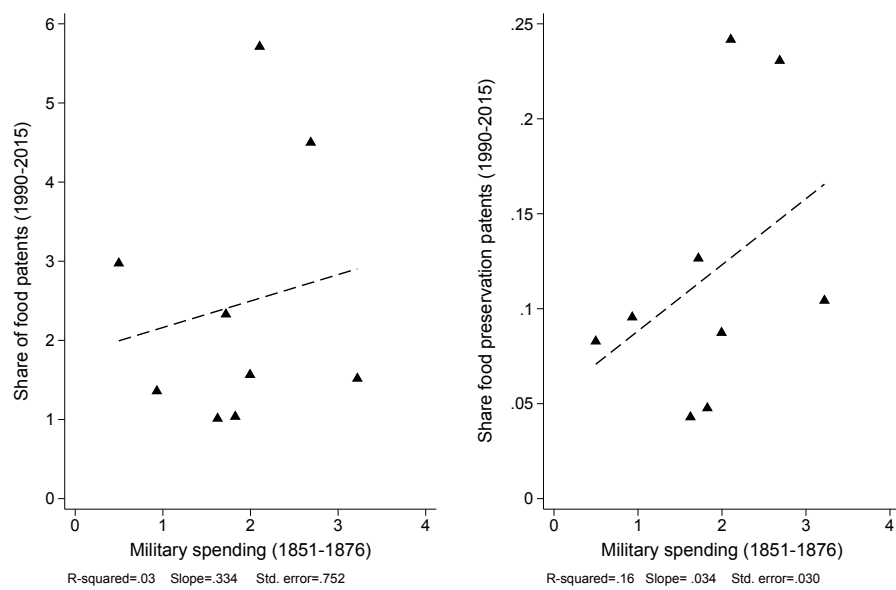 Share of food patents (1990-2015)
6
5
4
3
2
1
0
0 1 2 3 4
Military spending (1851-1876)
R-squared=.03 Slope=.334 Std. error=.752
Share food preservation patents (1990-2015)
.25
.2
.15
.1
.05
0
0 1 2 3 4
Military spending (1851-1876)
R-squared=.16 Slope= .034 Std. error=.030